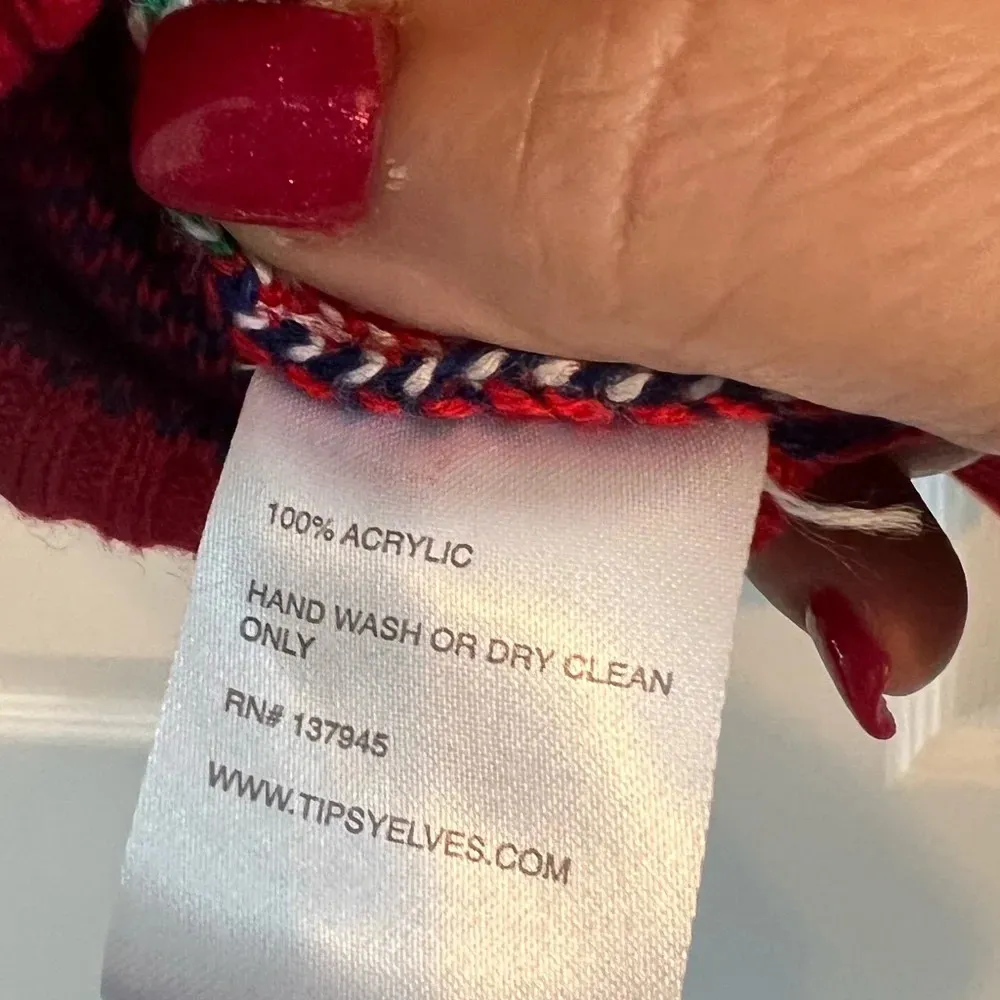 100% ACRYLIC
HAND WASH OR DRY CLEAN
ONLY
RN# 137945
WWW.TIPSYELVES.COM